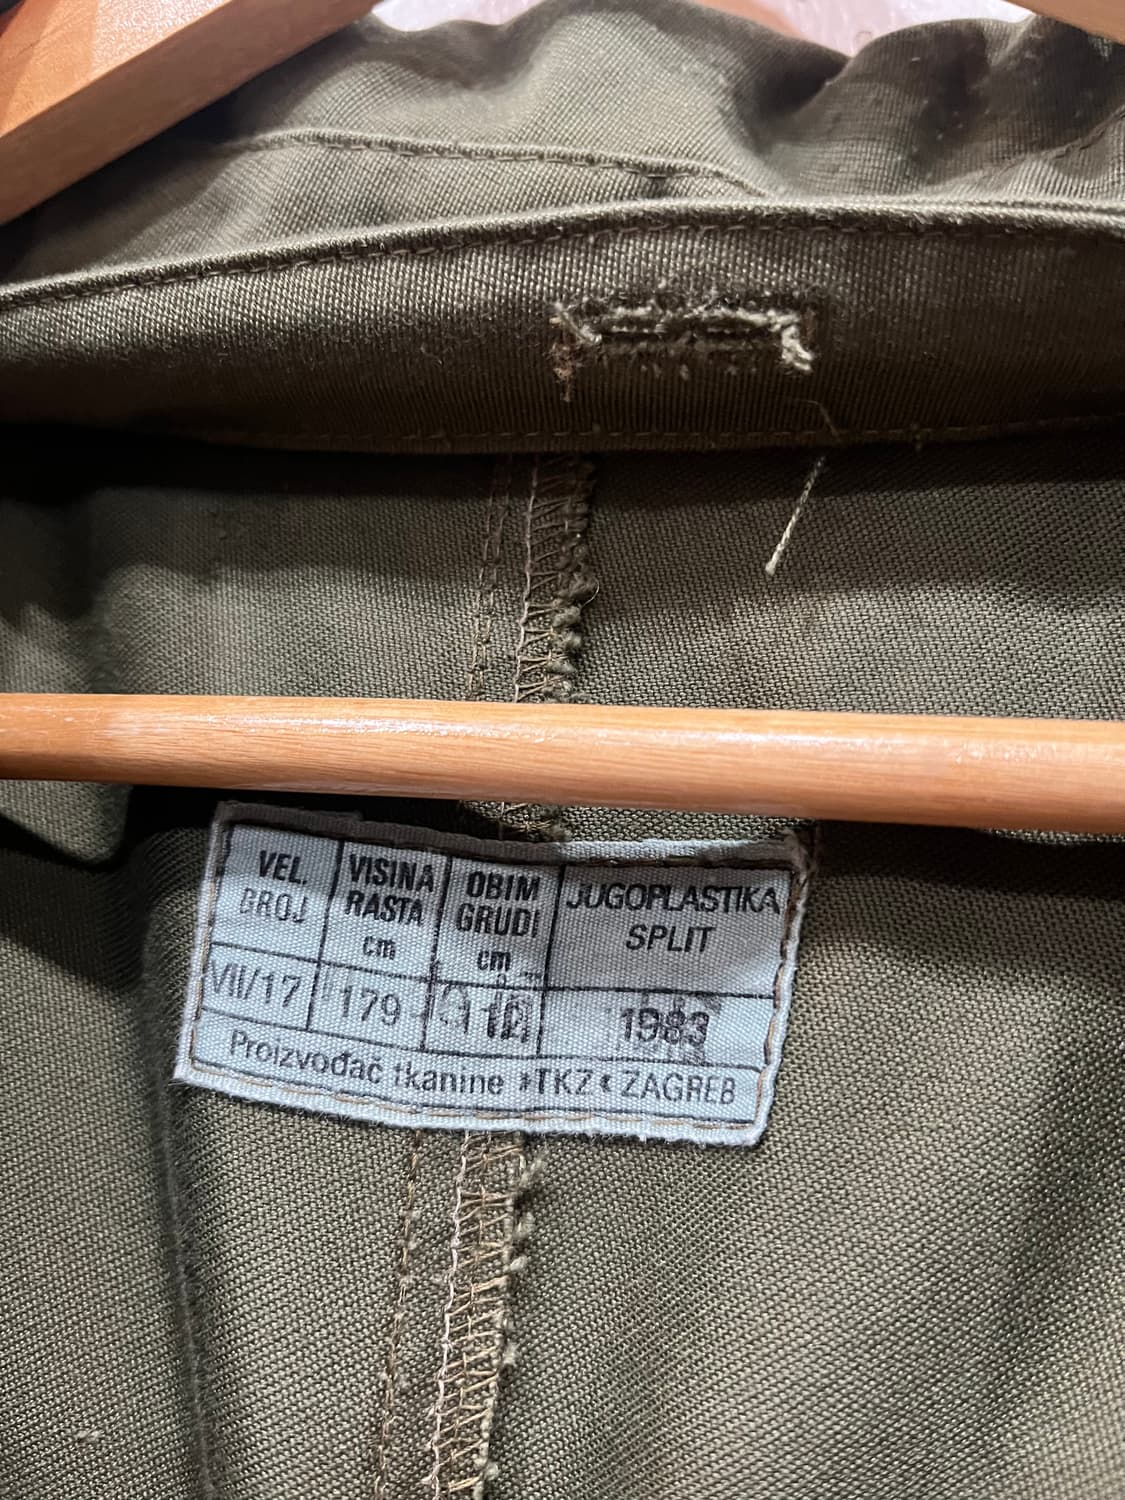 VEL. BROJ
VISINA RASTA cm
OBIM GRUDI cm
JUGOPLASTIKA SPLIT
VII/17
179
1983
Proizvođač tkanine »TKZ« ZAGREB